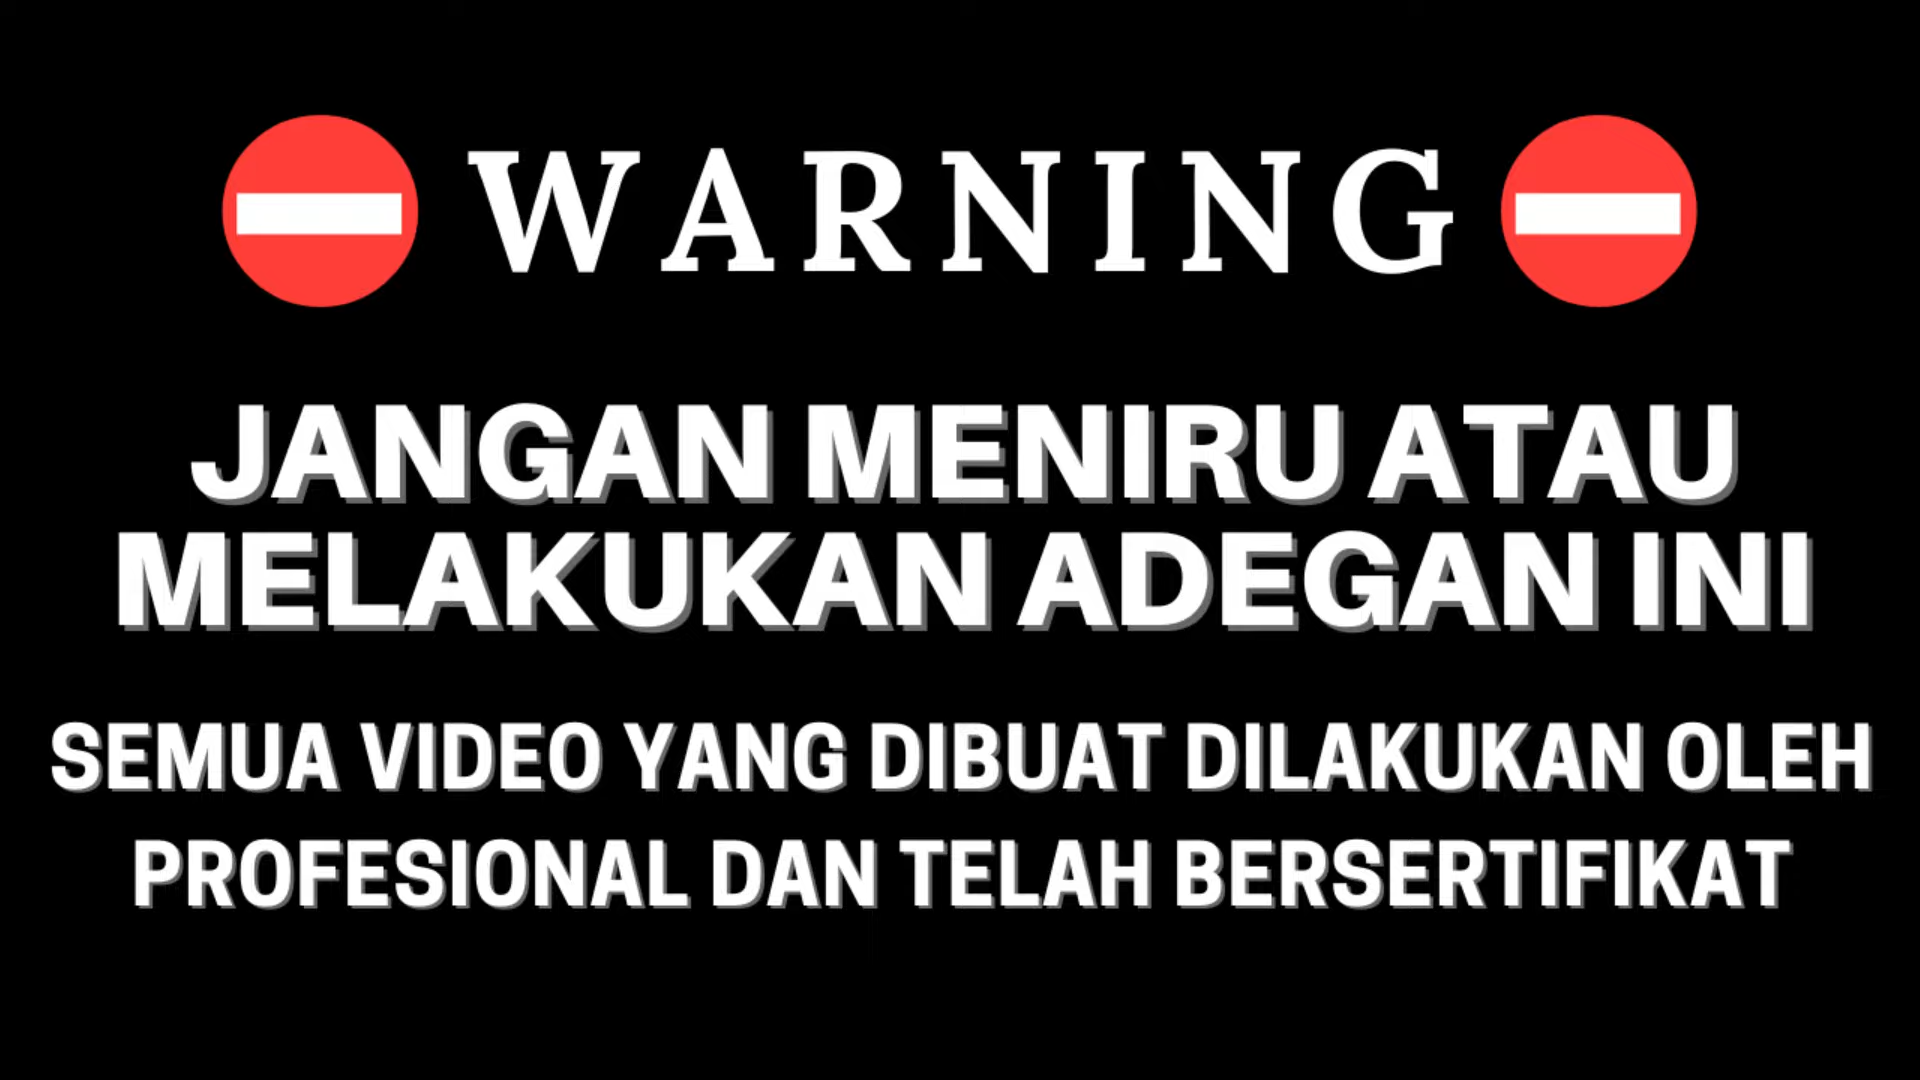 WARNING
JANGAN MENIRU ATAU
MELAKUKAN ADEGAN INI
SEMUA VIDEO YANG DIBUAT DILAKUKAN OLEH
PROFESIONAL DAN TELAH BERSERTIFIKAT